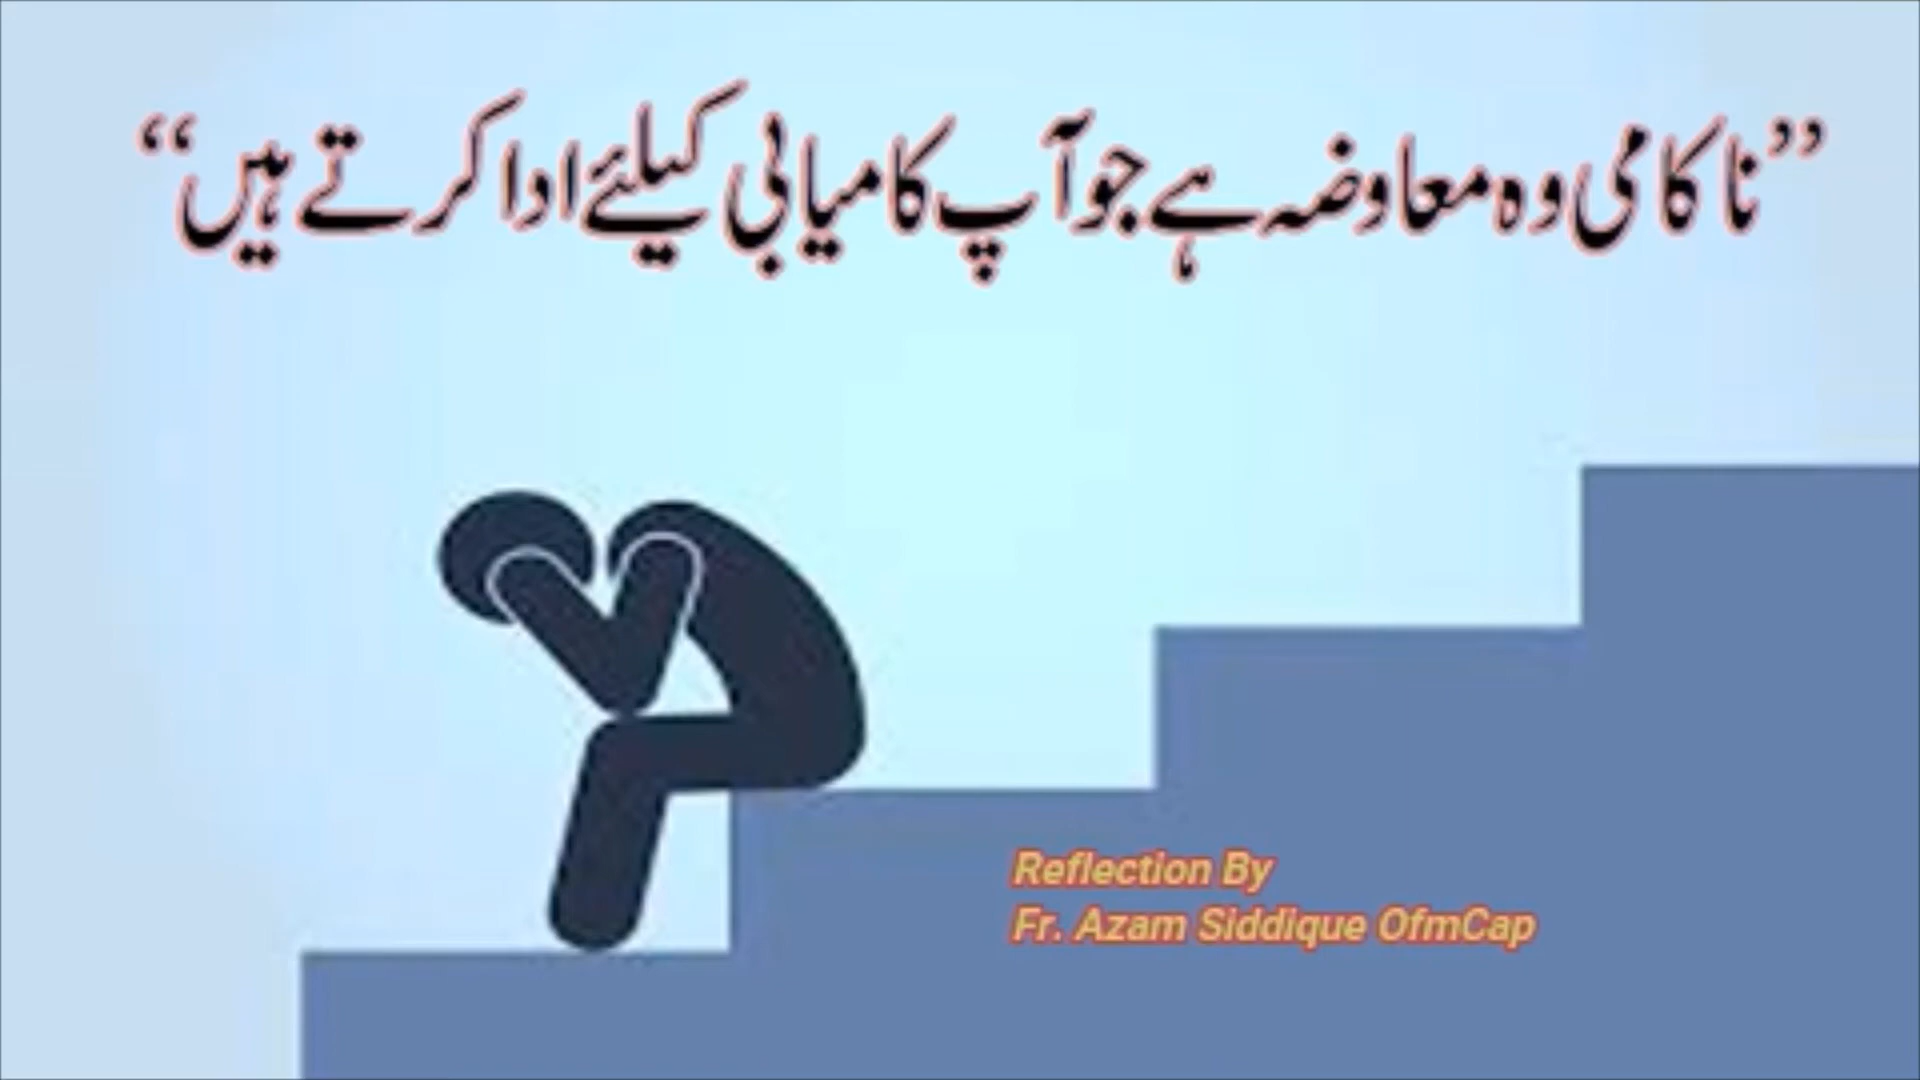 ”ناکامی وہ معاوضہ ہے جو آپ کامیابی کیلئے ادا کرتے ہیں“
Reflection By
Fr. Azam Siddique OfmCap